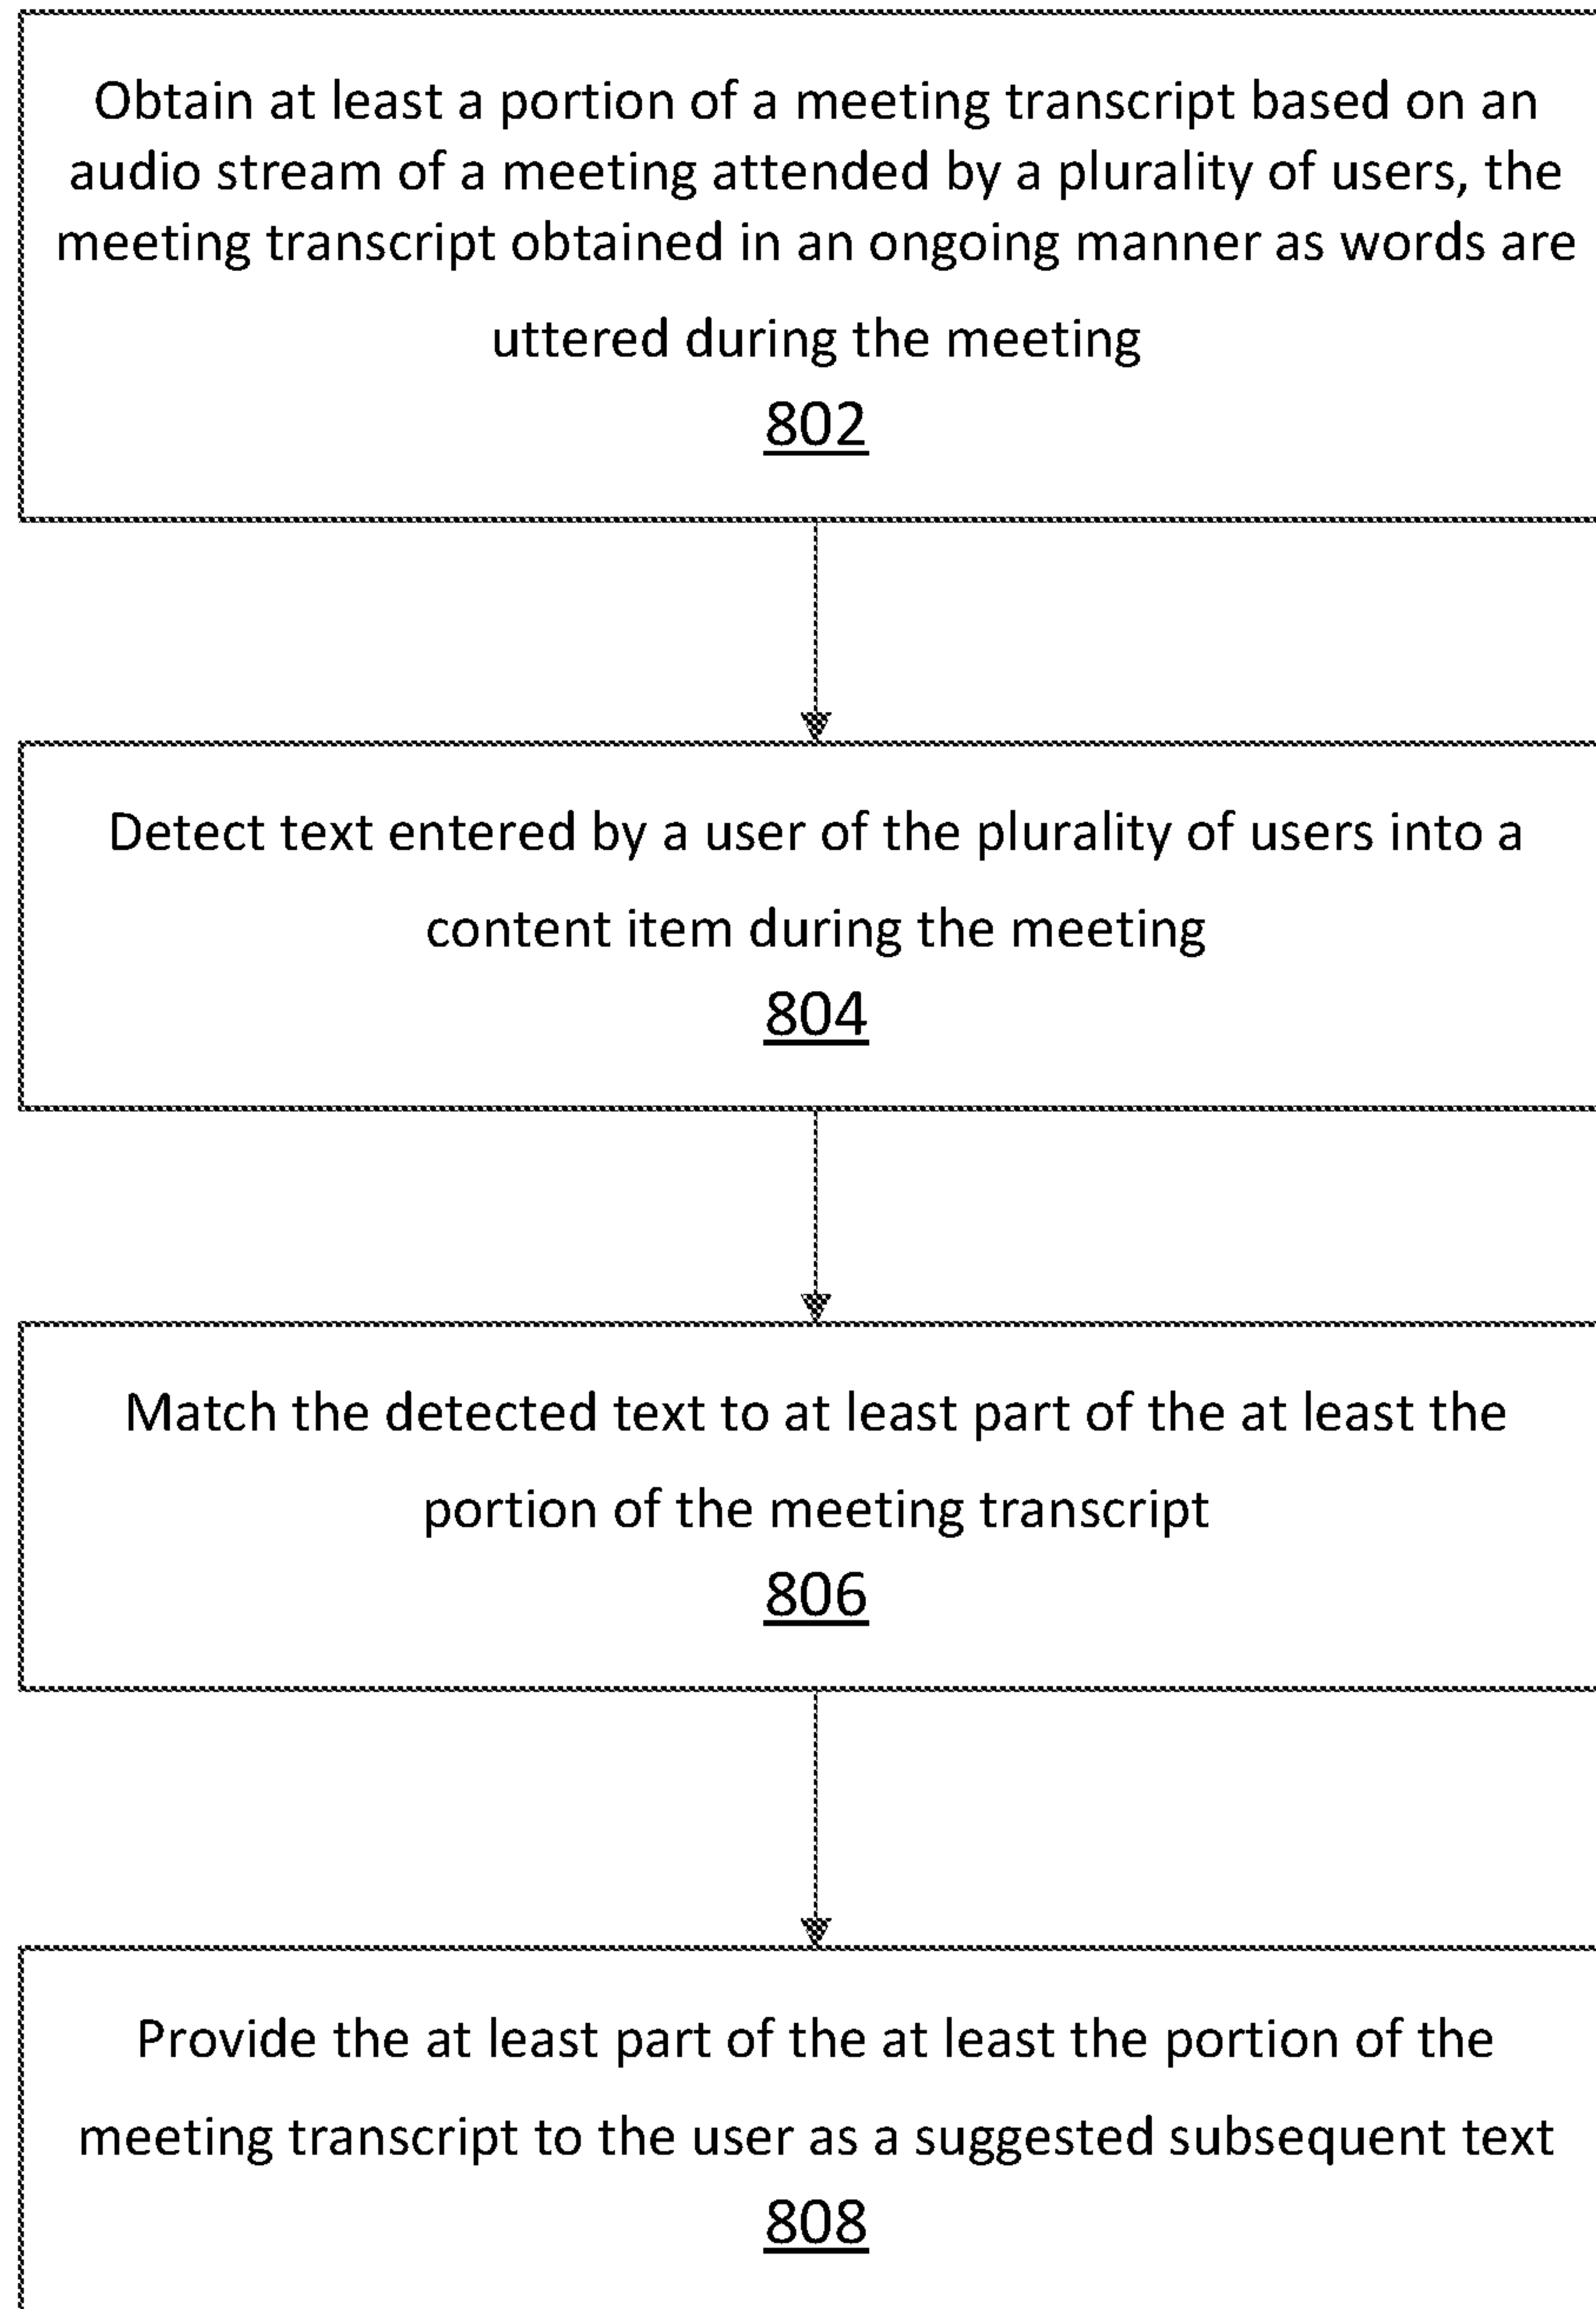 Obtain at least a portion of a meeting transcript based on an
audio stream of a meeting attended by a plurality of users, the
meeting transcript obtained in an ongoing manner as words are
uttered during the meeting
802
Detect text entered by a user of the plurality of users into a
content item during the meeting
804
Match the detected text to at least part of the at least the
portion of the meeting transcript
806
Provide the at least part of the at least the portion of the
meeting transcript to the user as a suggested subsequent text
808